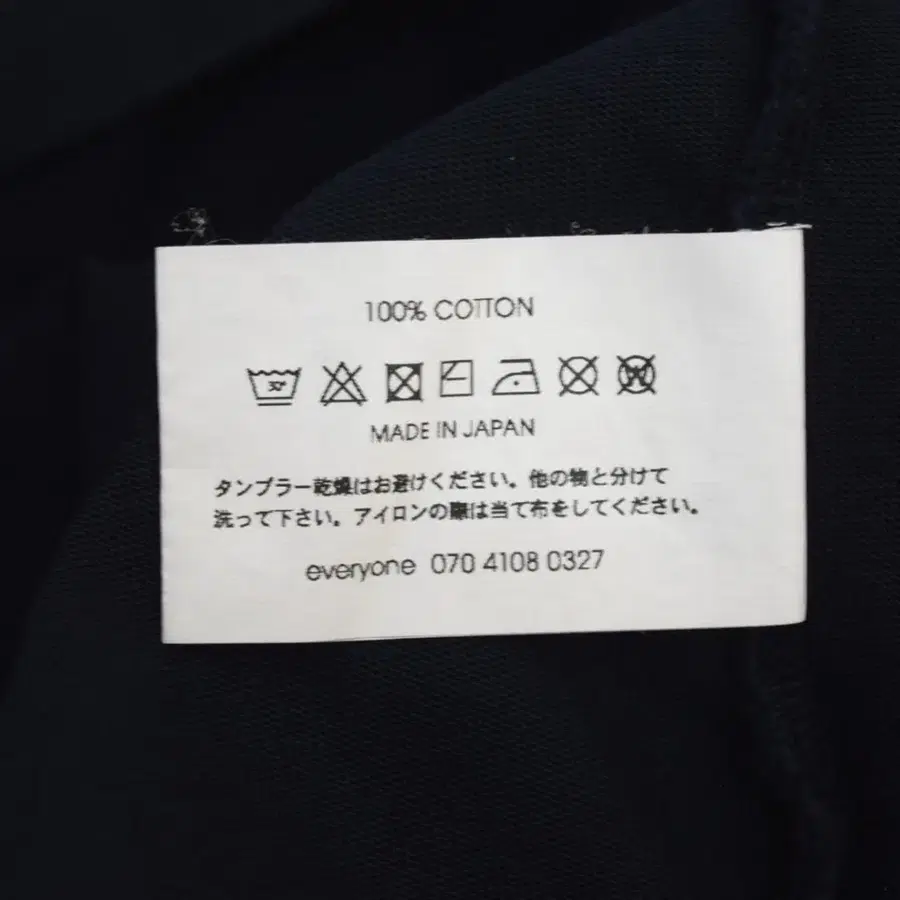 100% COTTON
30°
W
MADE IN JAPAN
タンブラー乾燥はお避けください。他の物と分けて
洗って下さい。アイロンの際は当て布をしてください。
everyone 070 4108 0327